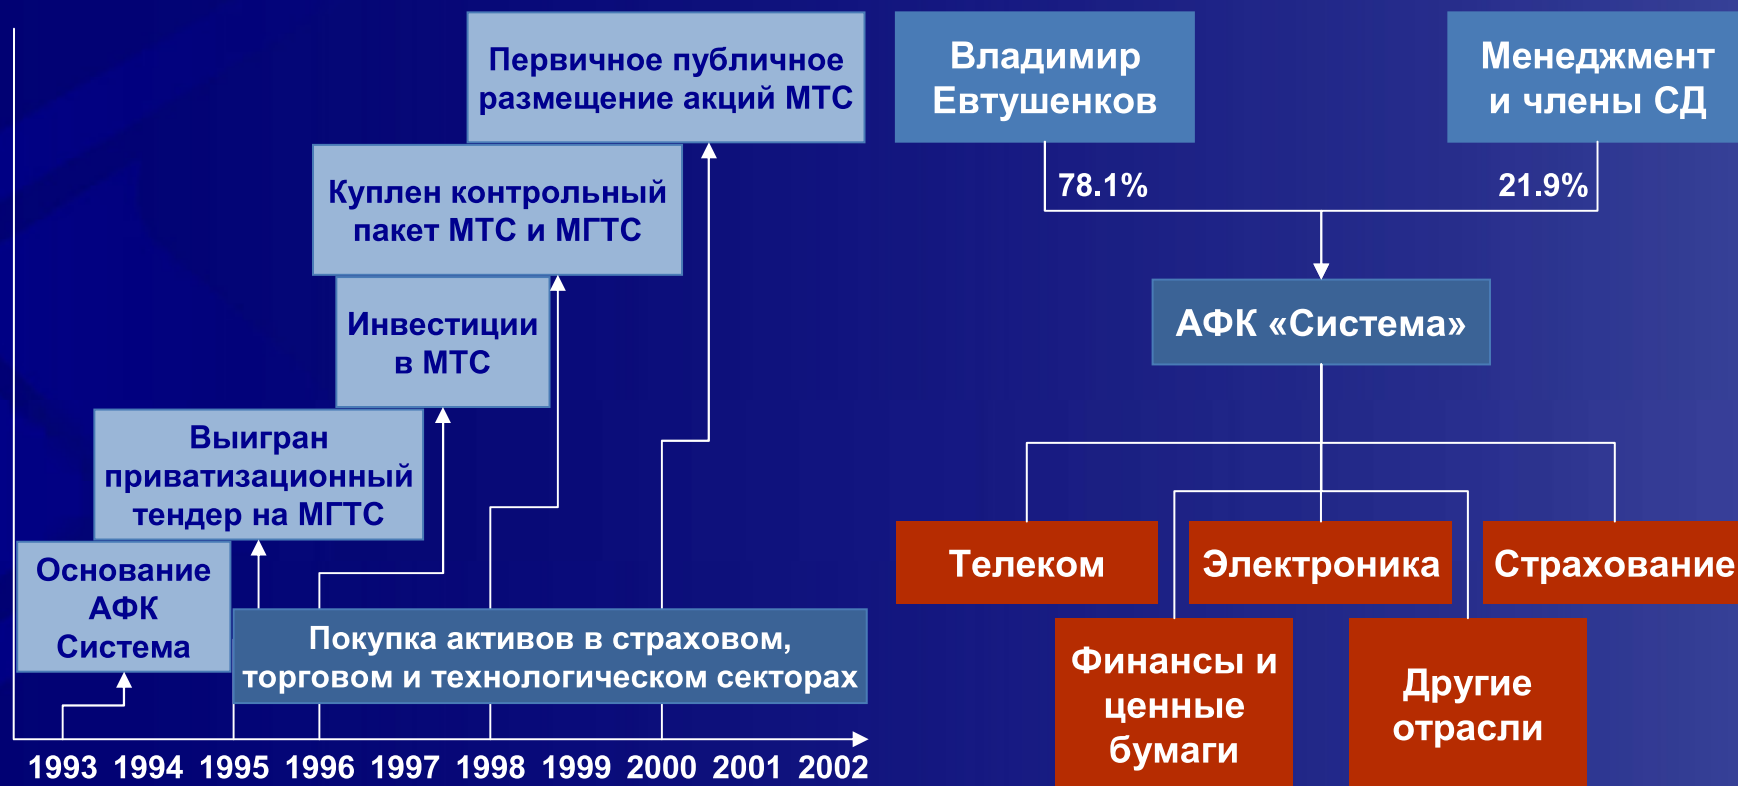 Первичное публичное
размещение акций МТС
Куплен контрольный
пакет МТС и МГТС
Инвестиции
в МТС
Выигран
приватизационный
тендер на МГТС
Основание
АФК
Система
Покупка активов в страховом,
торговом и технологическом секторах
1993 1994 1995 1996 1997 1998 1999 2000 2001 2002
Владимир
Евтушенков
Менеджмент
и члены СД
78.1%
21.9%
АФК «Система»
Телеком
Электроника
Страхование
Финансы и
ценные
бумаги
Другие
отрасли